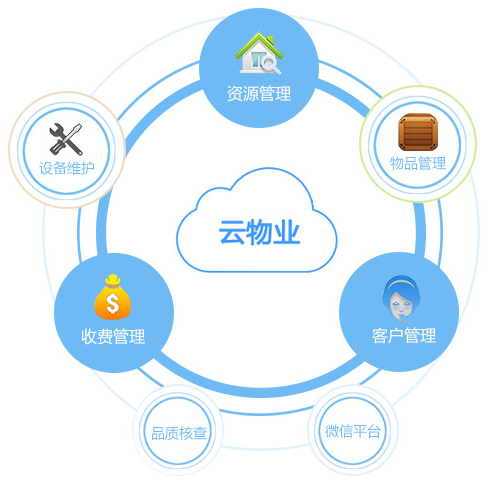 资源管理
设备维护
物品管理
云物业
收费管理
客户管理
品质核查
微信平台